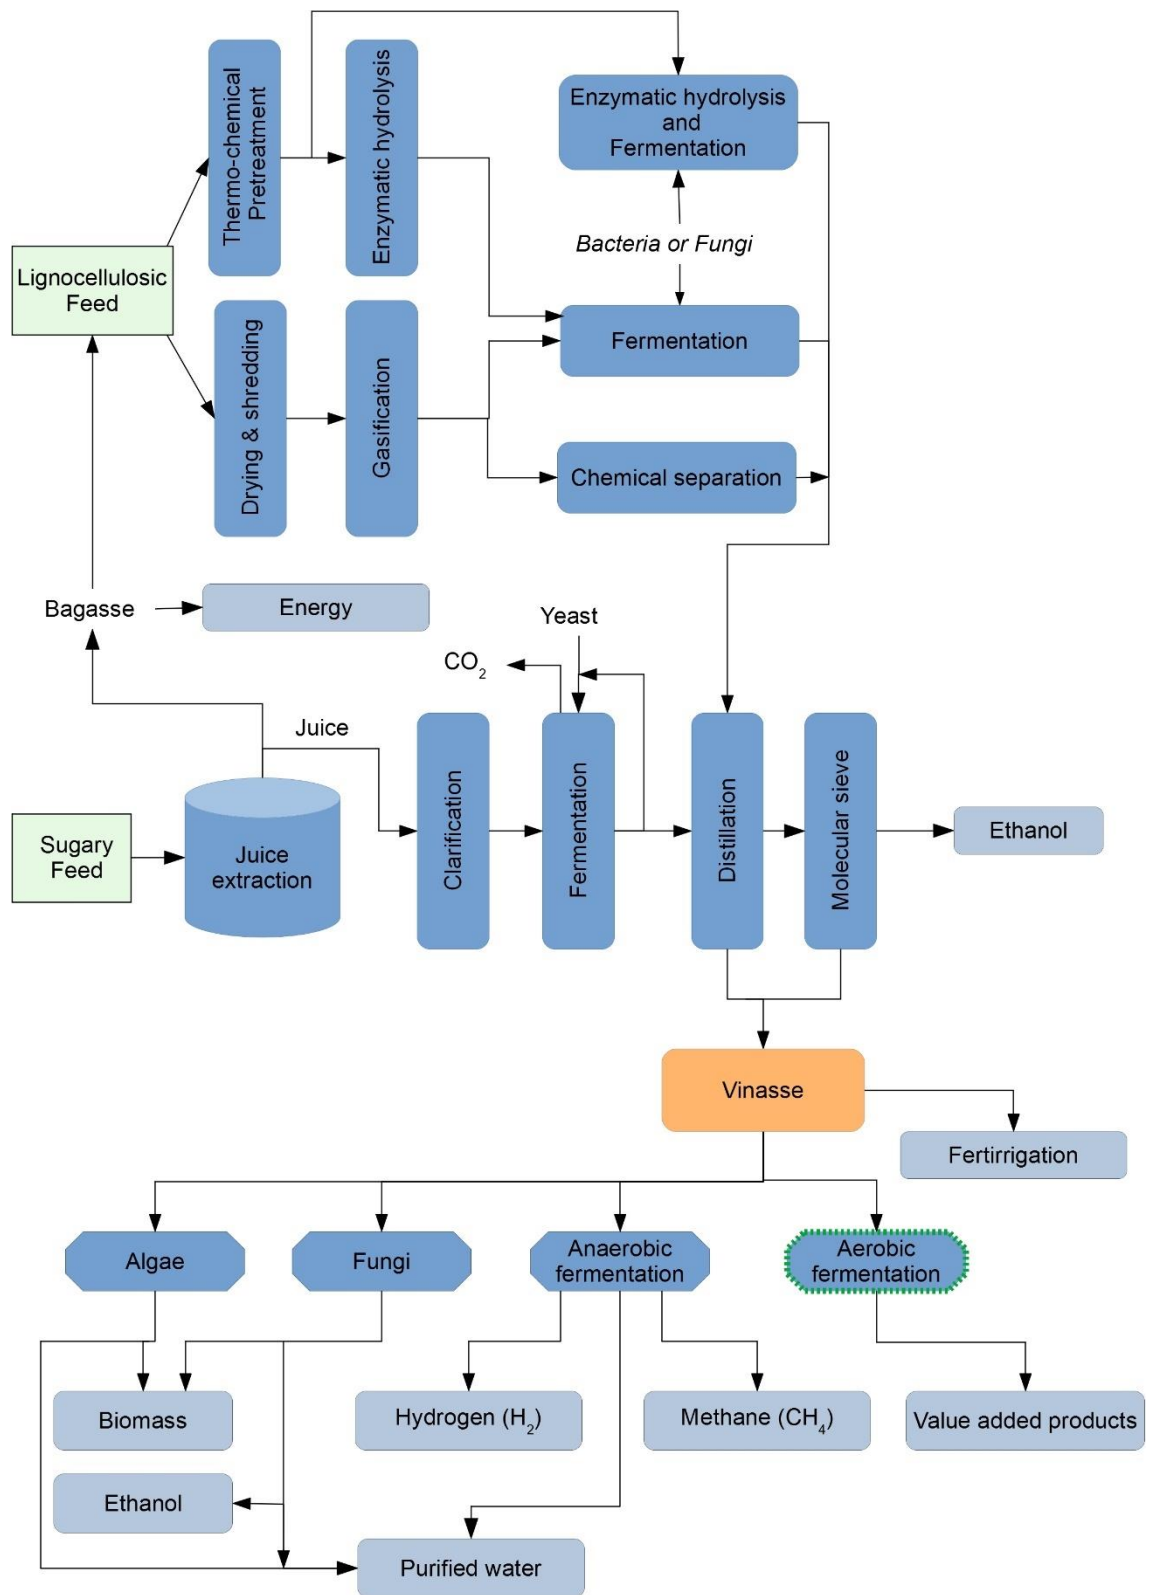 Thermo-chemical
Pretreatment
Enzymatic hydrolysis
Enzymatic hydrolysis
and
Fermentation
Bacteria or Fungi
Lignocellulosic
Feed
Drying & shredding
Gasification
Fermentation
Chemical separation
Bagasse
Energy
Yeast
CO₂
Juice
Sugary
Feed
Juice
extraction
Clarification
Fermentation
Distillation
Molecular sieve
Ethanol
Vinasse
Fertirrigation
Algae
Fungi
Anaerobic
fermentation
Aerobic
fermentation
Biomass
Hydrogen (H₂)
Methane (CH₄)
Value added products
Ethanol
Purified water